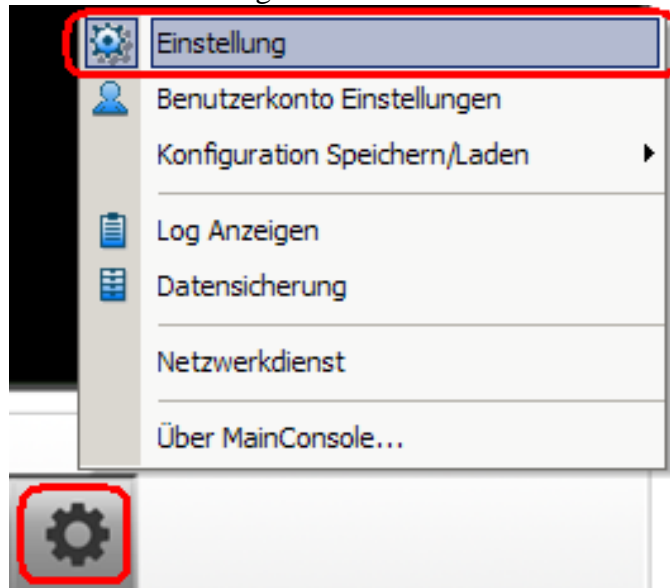 Einstellung
Benutzerkonto Einstellungen
Konfiguration Speichern/Laden
Log Anzeigen
Datensicherung
Netzwerkdienst
Über MainConsole...